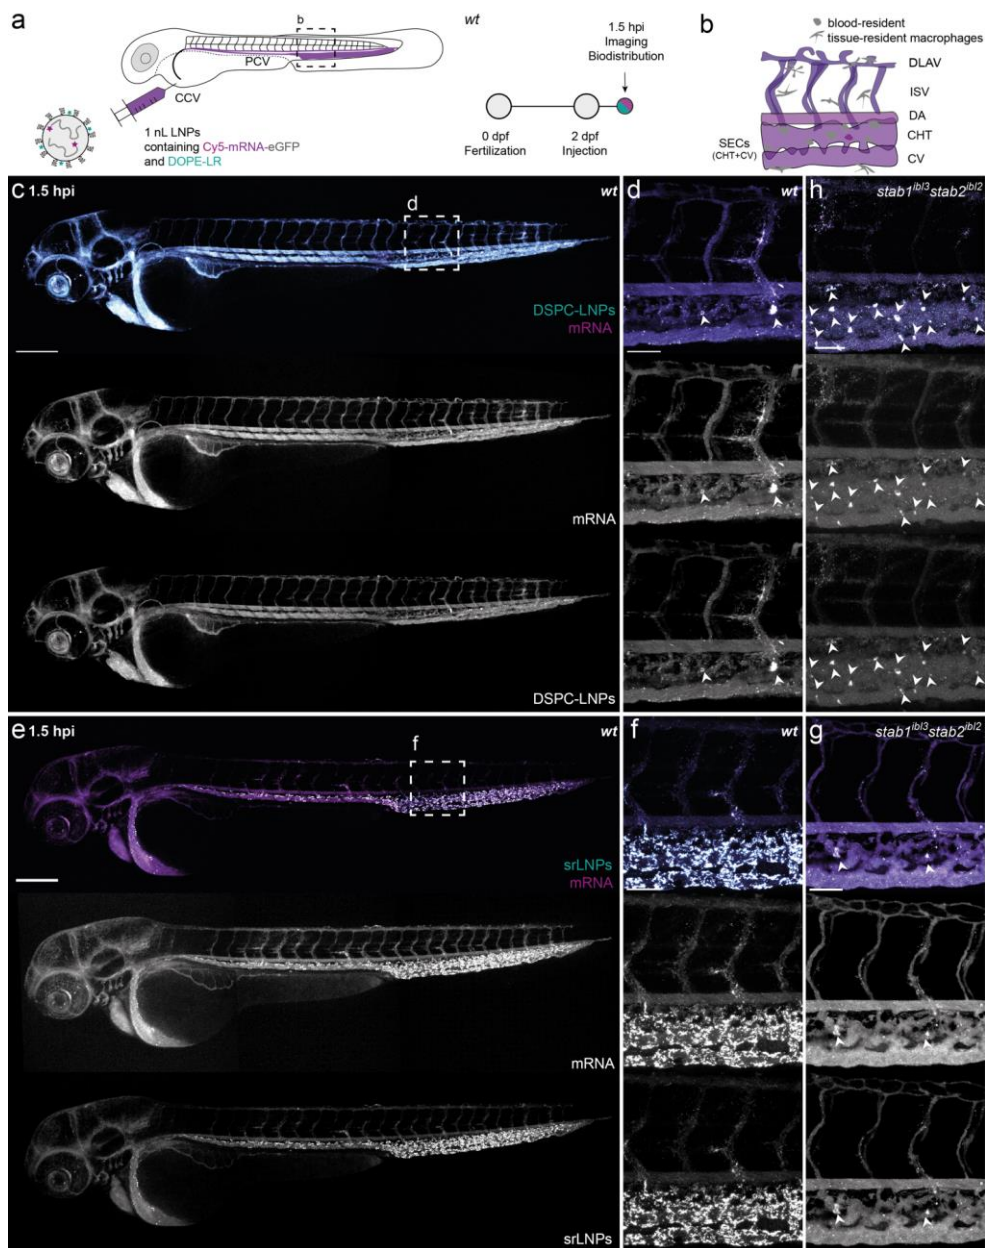 a
wt
b
PCV
CCV
1 nL LNPs
containing Cy5-mRNA-eGFP
and DOPE-LR
1.5 hpi
Imaging
Biodistribution
0 dpf
Fertilization
2 dpf
Injection
b
blood-resident
tissue-resident macrophages
DLAV
ISV
DA
CHT
CV
SECs
(CHT+CV)
c 1.5 hpi
wt
d
DSPC-LNPs
mRNA
mRNA
DSPC-LNPs
d
wt
h
stab1ibl3stab2ibl2
e 1.5 hpi
wt
f
srLNPs
mRNA
mRNA
srLNPs
f
wt
g
stab1ibl3stab2ibl2